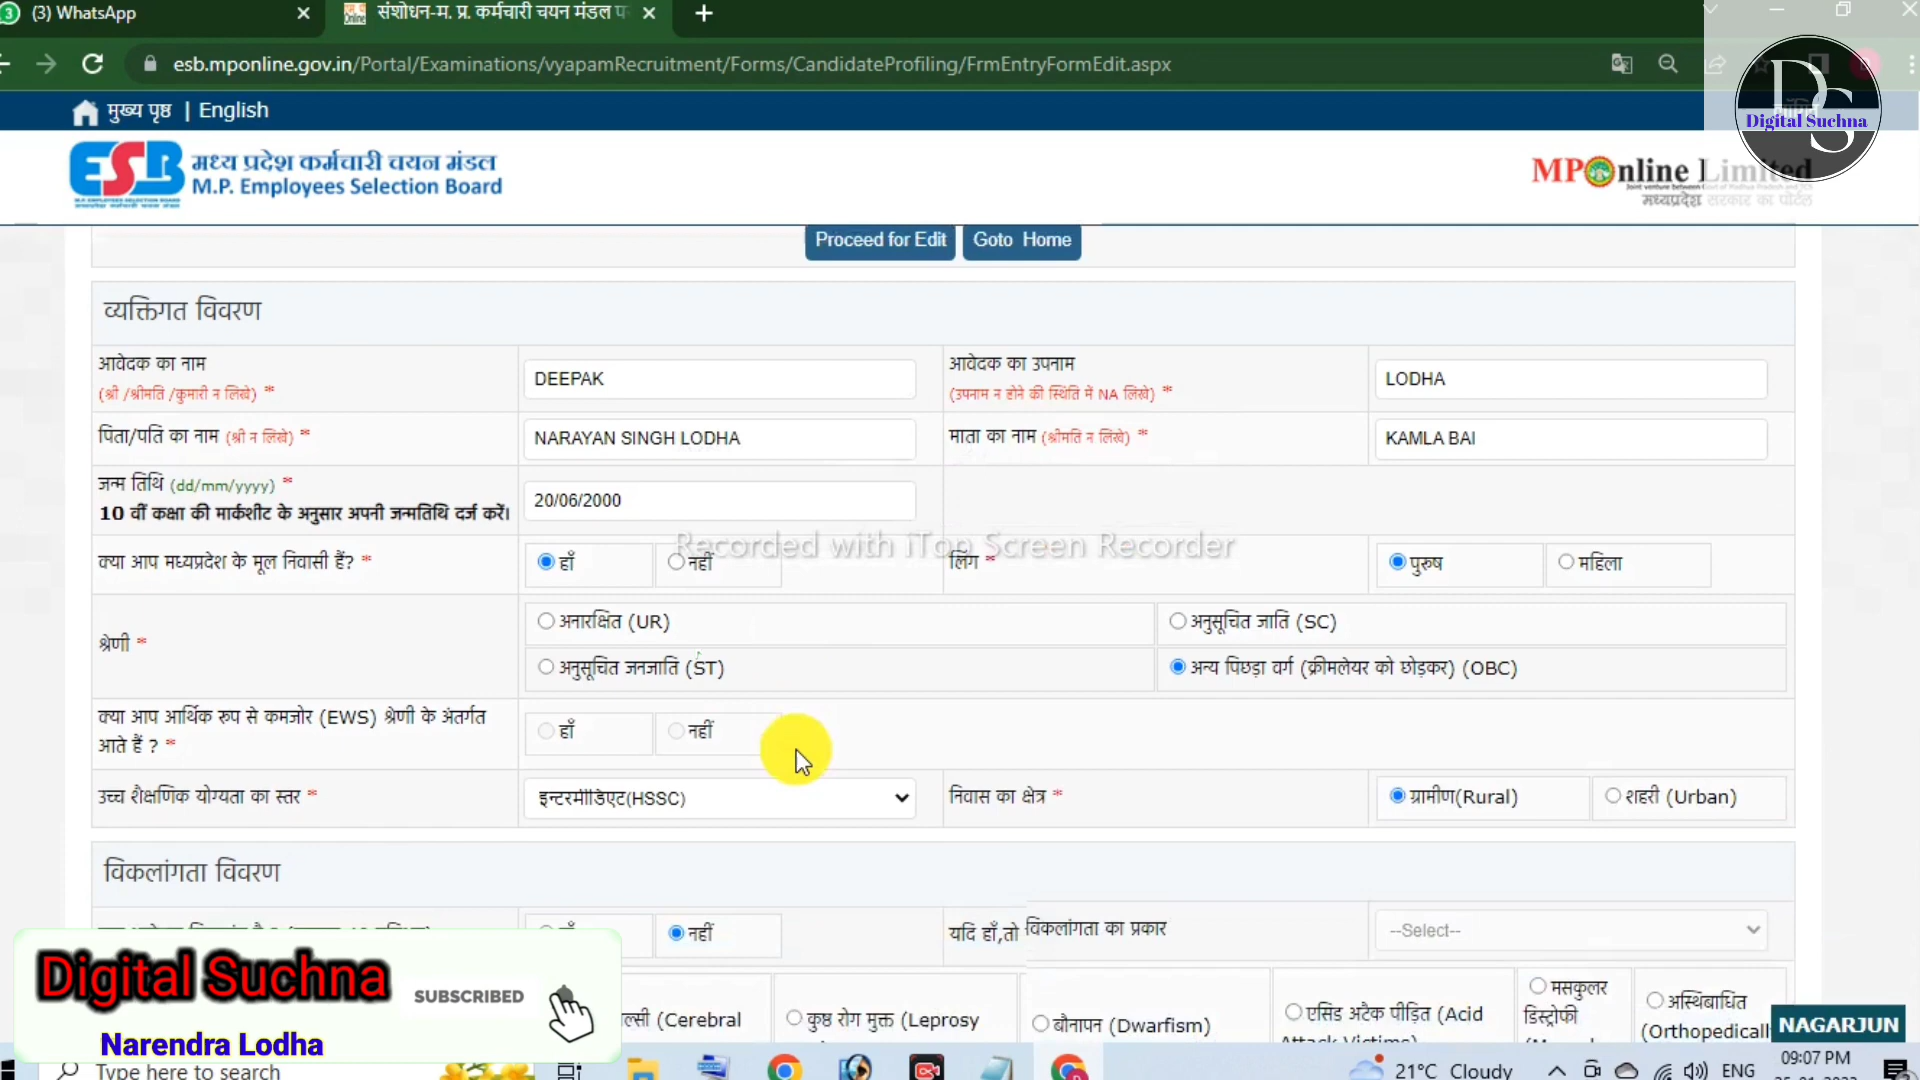 (3) WhatsApp
संशोधन-म. प्र. कर्मचारी चयन मंडल
esb.mponline.gov.in/Portal/Examinations/vyapamRecruitment/Forms/CandidateProfiling/FrmEntryFormEdit.aspx
मुख्य पृष्ठ | English
DS
Digital Suchna
ESB मध्य प्रदेश कर्मचारी चयन मंडल
M.P. Employees Selection Board
MPOnline Limited
मध्यप्रदेश सरकार का पोर्टल
Proceed for Edit Goto Home
व्यक्तिगत विवरण
आवेदक का नाम
(श्री /श्रीमति /कुमारी न लिखे) *
DEEPAK
आवेदक का उपनाम
(उपनाम न होने की स्थिति में NA लिखे) *
LODHA
पिता/पति का नाम (श्री न लिखे) * NARAYAN SINGH LODHA माता का नाम (श्रीमति न लिखे) * KAMLA BAI
जन्म तिथि (dd/mm/yyyy) *
10 वीं कक्षा की मार्कशीट के अनुसार अपनी जन्मतिथि दर्ज करें।
20/06/2000
Recorded with iTop Screen Recorder
क्या आप मध्यप्रदेश के मूल निवासी हैं? * हाँ नहीं लिंग * पुरुष महिला
श्रेणी *
अनारक्षित (UR) अनुसूचित जाति (SC)
अनुसूचित जनजाति (ST) अन्य पिछड़ा वर्ग (क्रीमलेयर को छोड़कर) (OBC)
क्या आप आर्थिक रुप से कमजोर (EWS) श्रेणी के अंतर्गत
आते हैं ? *
हाँ नहीं
उच्च शैक्षणिक योग्यता का स्तर * इन्टरमीडिएट(HSSC) निवास का क्षेत्र * ग्रामीण(Rural) शहरी (Urban)
विकलांगता विवरण
नहीं यदि हाँ,तो विकलांगता का प्रकार --Select--
(Cerebral कुष्ठ रोग मुक्त (Leprosy बौनापन (Dwarfism) एसिड अटैक पीड़ित (Acid
मसकुलर
डिस्ट्रोफी
अस्थिबाधित
Digital Suchna
SUBSCRIBED
Narendra Lodha
NAGARJUN
Type here to search
21°C Cloudy ENG
09:07 PM